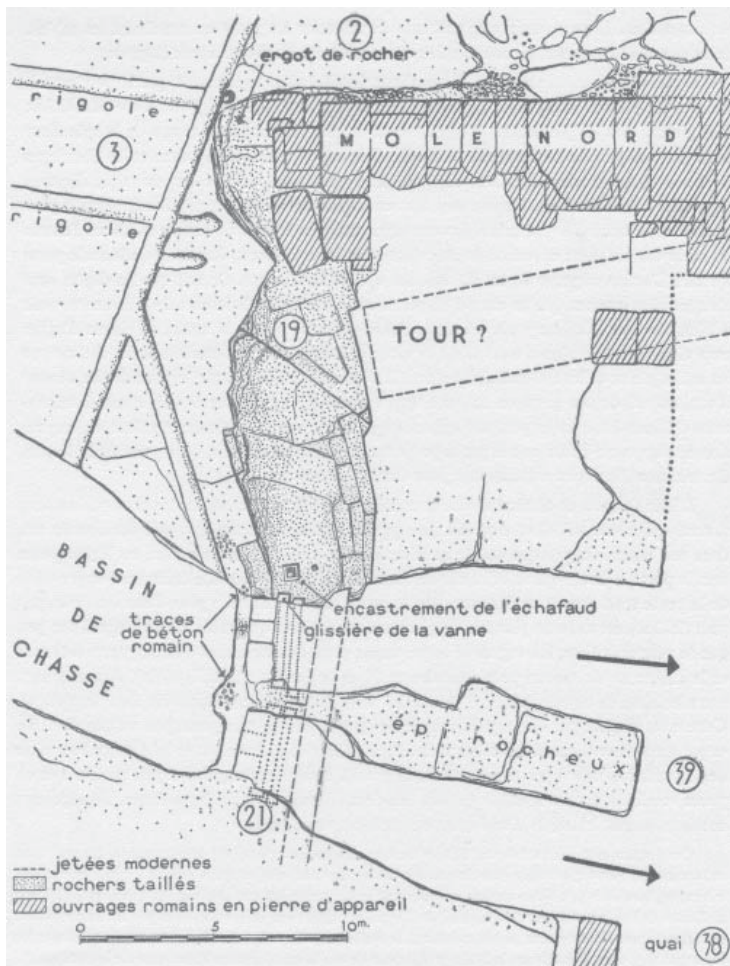 2
ergot de rocher
rigole
3
MOLE NORD
rigole
19
TOUR ?
BASSIN
DE
CHASSE
traces
de béton
romain
encastrement de l'échafaud
glissière de la vanne
épi rocheux
39
21
jetées modernes
rochers taillés
ouvrages romains en pierre d'appareil
0 5 10m.
quai 38